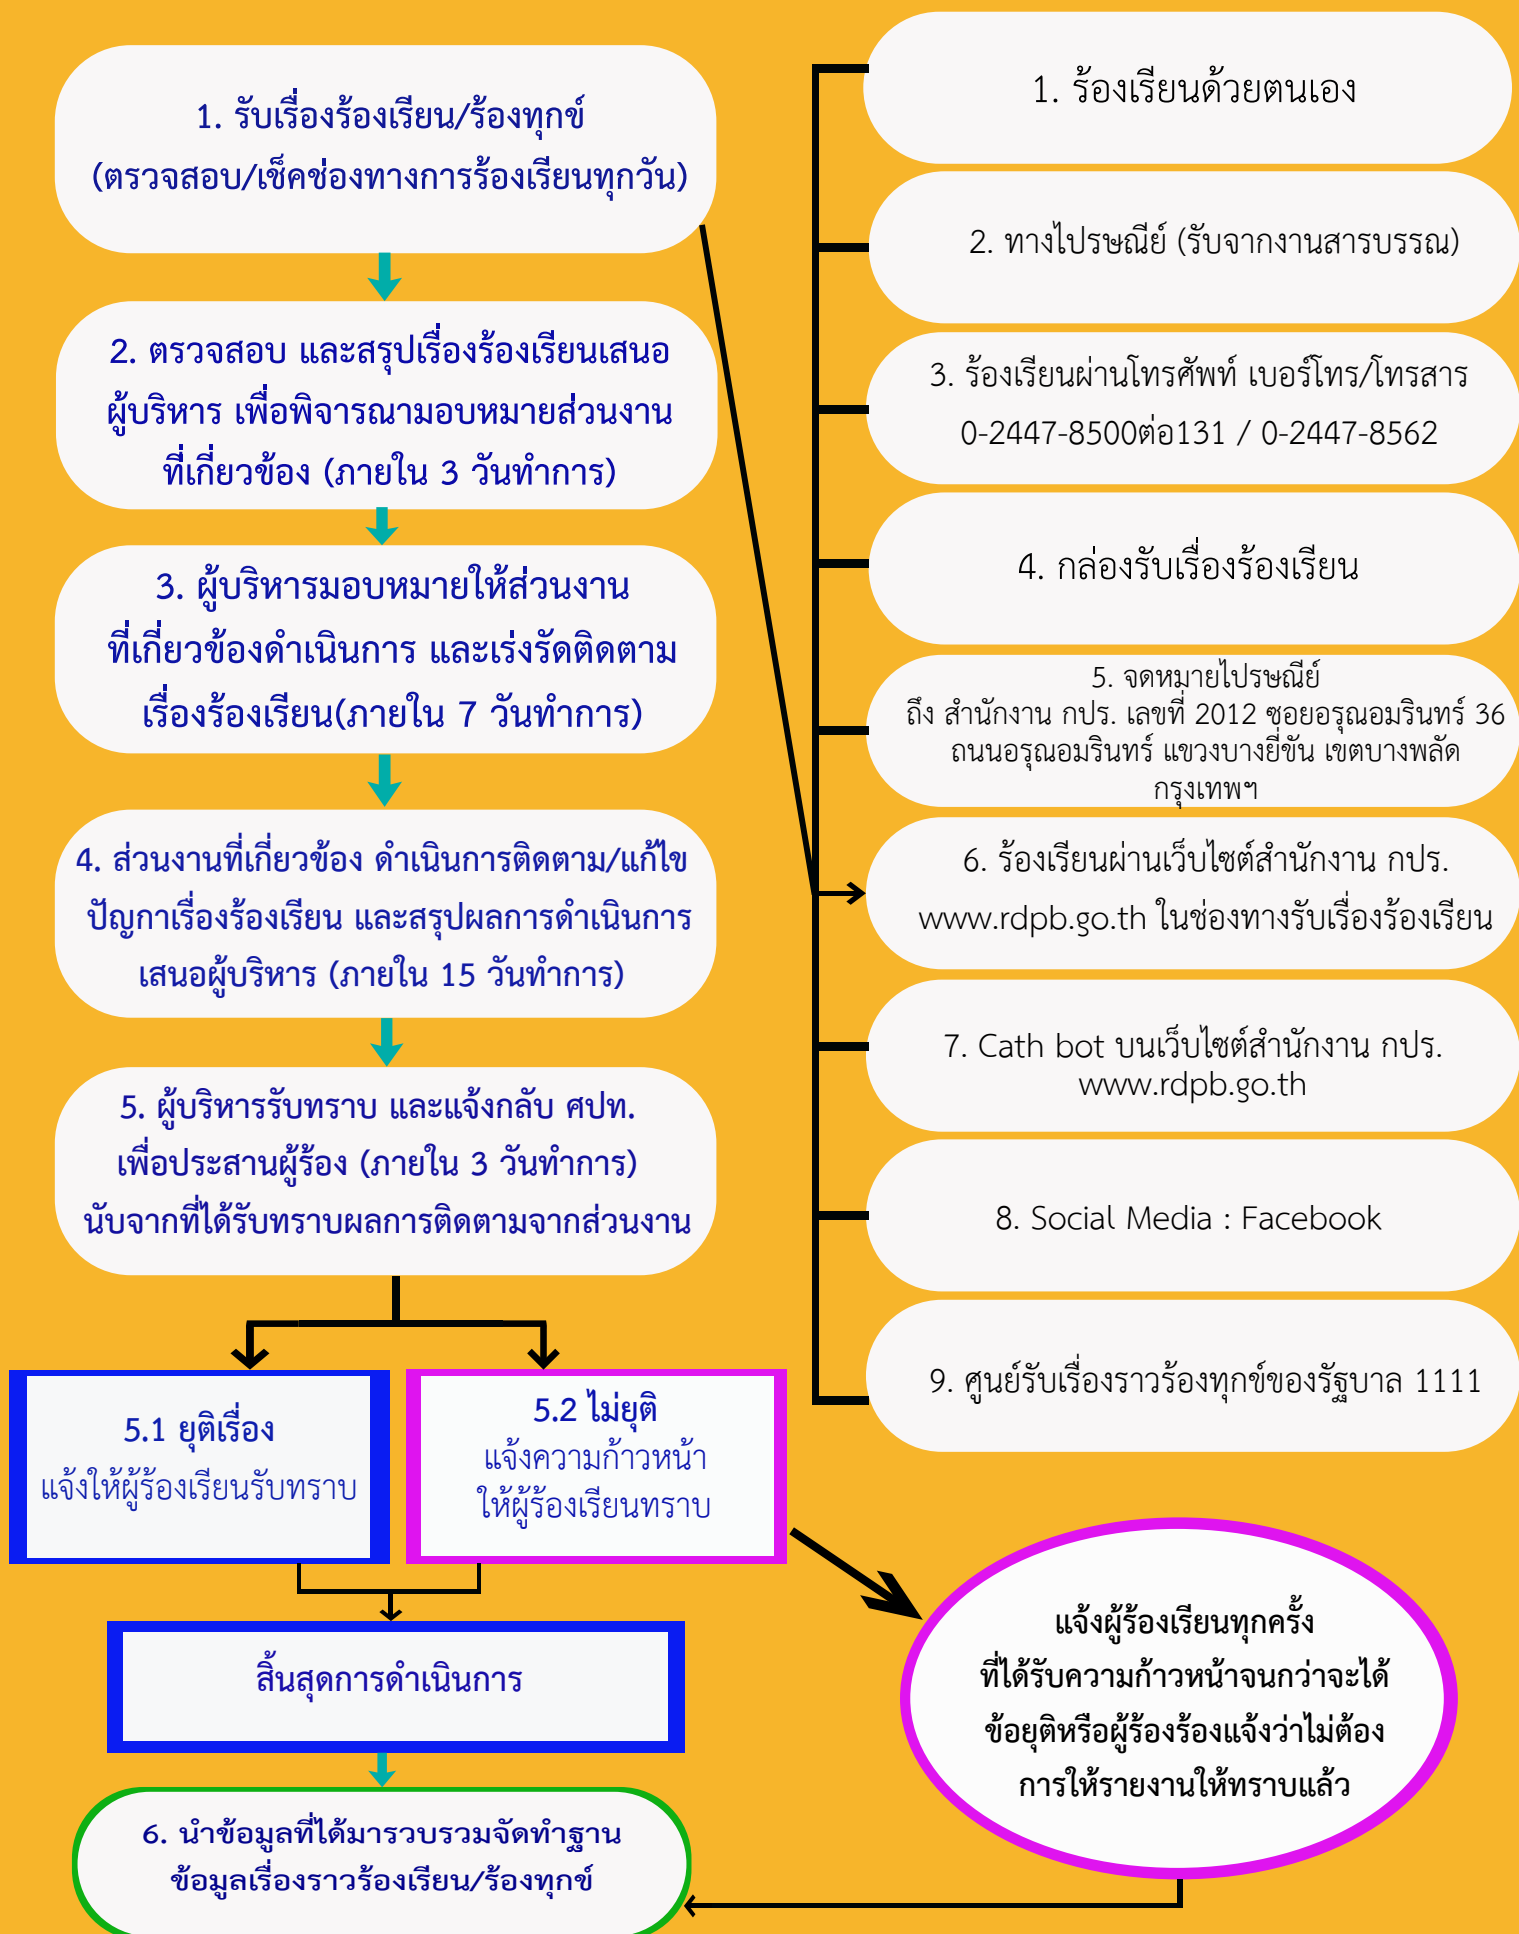 1. รับเรื่องร้องเรียน/ร้องทุกข์
(ตรวจสอบ/เช็คช่องทางการร้องเรียนทุกวัน)
2. ตรวจสอบ และสรุปเรื่องร้องเรียนเสนอ
ผู้บริหาร เพื่อพิจารณามอบหมายส่วนงาน
ที่เกี่ยวข้อง (ภายใน 3 วันทำการ)
3. ผู้บริหารมอบหมายให้ส่วนงาน
ที่เกี่ยวข้องดำเนินการ และเร่งรัดติดตาม
เรื่องร้องเรียน(ภายใน 7 วันทำการ)
4. ส่วนงานที่เกี่ยวข้อง ดำเนินการติดตาม/แก้ไข
ปัญกาเรื่องร้องเรียน และสรุปผลการดำเนินการ
เสนอผู้บริหาร (ภายใน 15 วันทำการ)
5. ผู้บริหารรับทราบ และแจ้งกลับ ศปท.
เพื่อประสานผู้ร้อง (ภายใน 3 วันทำการ)
นับจากที่ได้รับทราบผลการติดตามจากส่วนงาน
5.1 ยุติเรื่อง
แจ้งให้ผู้ร้องเรียนรับทราบ
5.2 ไม่ยุติ
แจ้งความก้าวหน้า
ให้ผู้ร้องเรียนทราบ
สิ้นสุดการดำเนินการ
6. นำข้อมูลที่ได้มารวบรวมจัดทำฐาน
ข้อมูลเรื่องราวร้องเรียน/ร้องทุกข์
1. ร้องเรียนด้วยตนเอง
2. ทางไปรษณีย์ (รับจากงานสารบรรณ)
3. ร้องเรียนผ่านโทรศัพท์ เบอร์โทร/โทรสาร
0-2447-8500ต่อ131 / 0-2447-8562
4. กล่องรับเรื่องร้องเรียน
5. จดหมายไปรษณีย์
ถึง สำนักงาน กปร. เลขที่ 2012 ซอยอรุณอมรินทร์ 36
ถนนอรุณอมรินทร์ แขวงบางยี่ขัน เขตบางพลัด
กรุงเทพฯ
6. ร้องเรียนผ่านเว็บไซต์สำนักงาน กปร.
www.rdpb.go.th ในช่องทางรับเรื่องร้องเรียน
7. Cath bot บนเว็บไซต์สำนักงาน กปร.
www.rdpb.go.th
8. Social Media : Facebook
9. ศูนย์รับเรื่องราวร้องทุกข์ของรัฐบาล 1111
แจ้งผู้ร้องเรียนทุกครั้ง
ที่ได้รับความก้าวหน้าจนกว่าจะได้
ข้อยุติหรือผู้ร้องร้องแจ้งว่าไม่ต้อง
การให้รายงานให้ทราบแล้ว